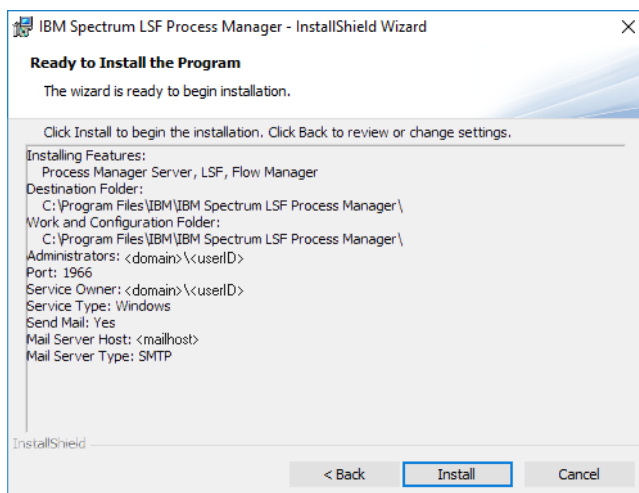 IBM Spectrum LSF Process Manager - InstallShield Wizard
Ready to Install the Program
The wizard is ready to begin installation.
Click Install to begin the installation. Click Back to review or change settings.
Installing Features:
Process Manager Server, LSF, Flow Manager
Destination Folder:
C:\Program Files\IBM\IBM Spectrum LSF Process Manager\
Work and Configuration Folder:
C:\Program Files\IBM\IBM Spectrum LSF Process Manager\
Administrators: <domain>\<userID>
Port: 1966
Service Owner: <domain>\<userID>
Service Type: Windows
Send Mail: Yes
Mail Server Host: <mailhost>
Mail Server Type: SMTP
InstallShield
< Back Install Cancel